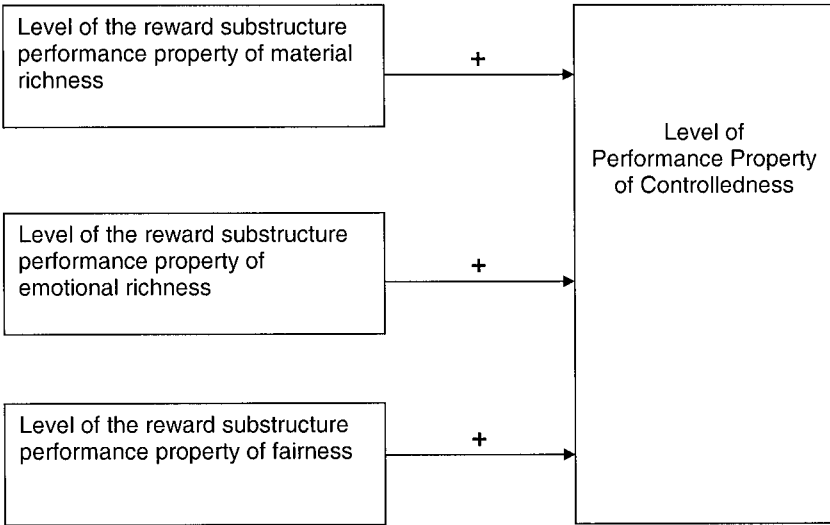 Level of the reward substructure
performance property of material
richness
+
Level of
Performance Property
of Controlledness
Level of the reward substructure
performance property of
emotional richness
+
Level of the reward substructure
performance property of fairness
+